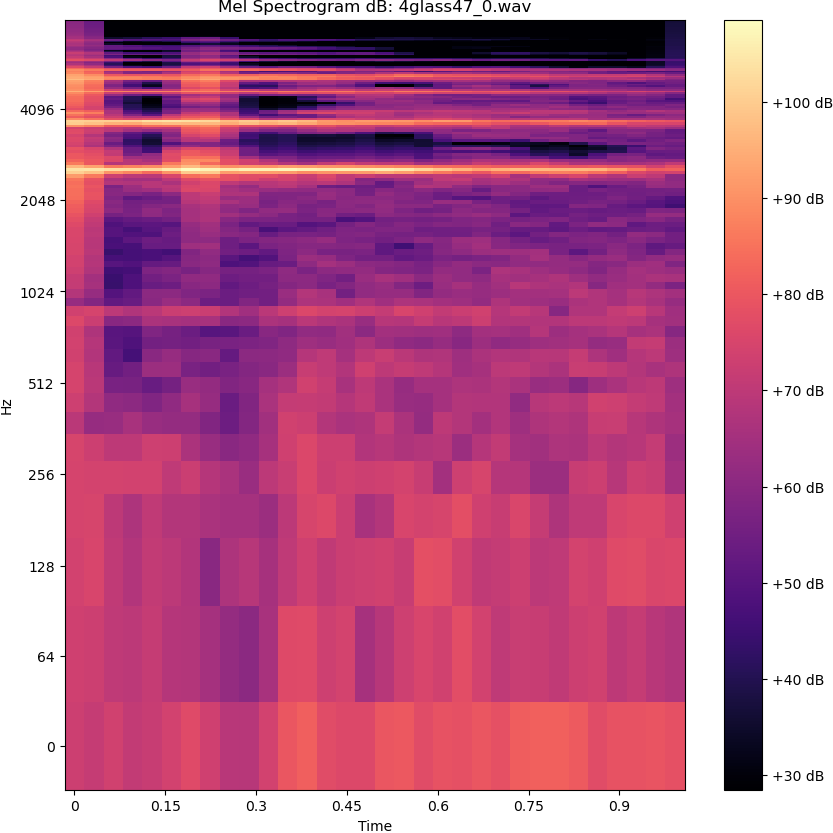 Mel Spectrogram dB: 4glass47_0.wav
+100 dB
4096
+90 dB
2048
+80 dB
1024
+70 dB
512
Hz
+60 dB
256
128
+50 dB
64
+40 dB
0
+30 dB
0 0.15 0.3 0.45 0.6 0.75 0.9
Time